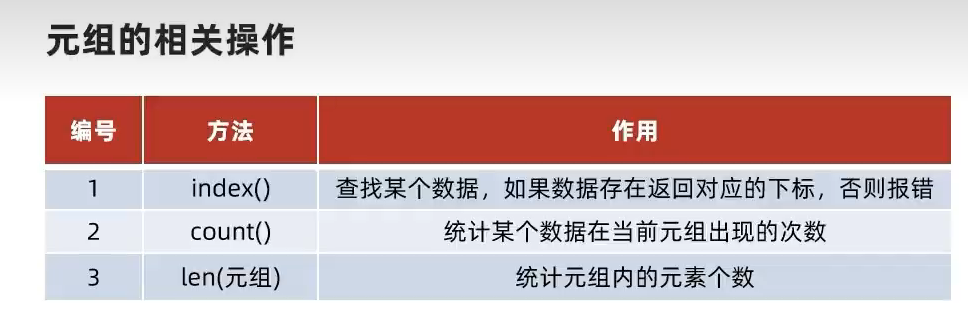 元组的相关操作
编号 方法 作用
1 index() 查找某个数据，如果数据存在返回对应的下标，否则报错
2 count() 统计某个数据在当前元组出现的次数
3 len(元组) 统计元组内的元素个数